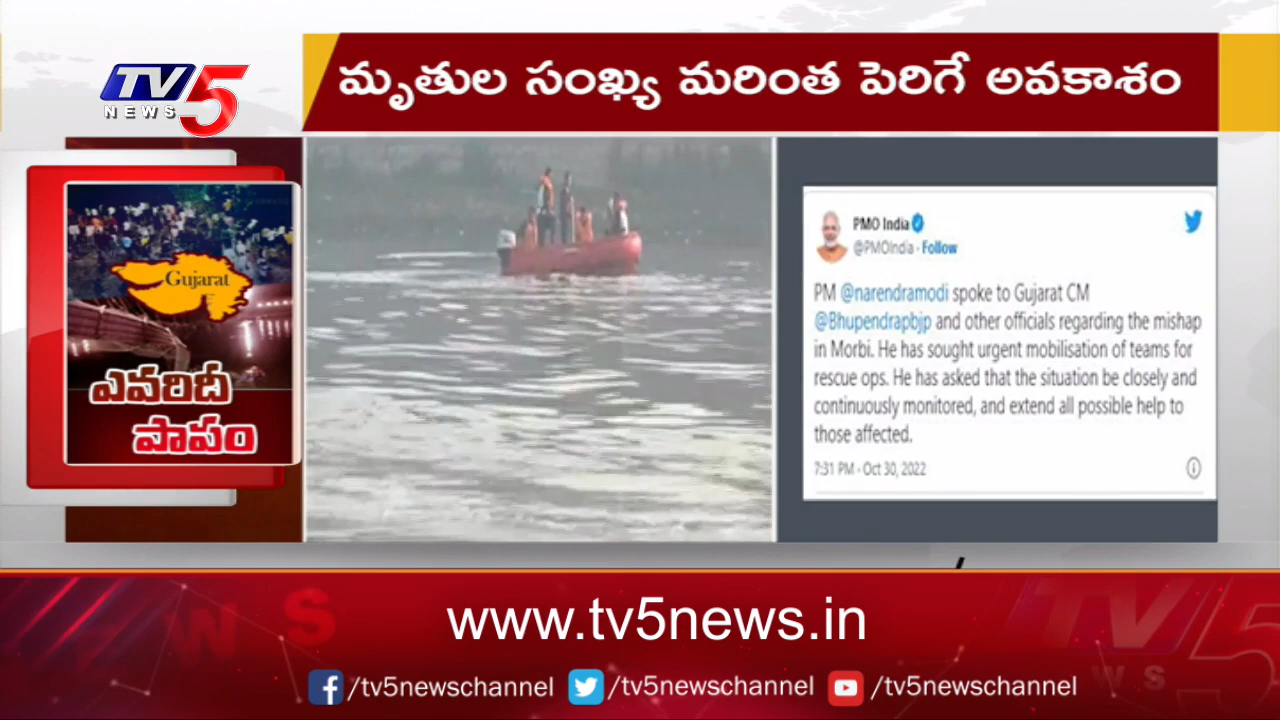 మృతుల సంఖ్య మరింత పెరిగే అవకాశం
TV5
NEWS
Gujarat
ఎవరిదీ
పాపం
PMO India
@PMOIndia · Follow
PM @narendramodi spoke to Gujarat CM
@Bhupendrapbjp and other officials regarding the mishap
in Morbi. He has sought urgent mobilisation of teams for
rescue ops. He has asked that the situation be closely and
continuously monitored, and extend all possible help to
those affected.
7:31 PM · Oct 30, 2022
www.tv5news.in
/tv5newschannel /tv5newschannel /tv5newschannel
WS
TV5
WS